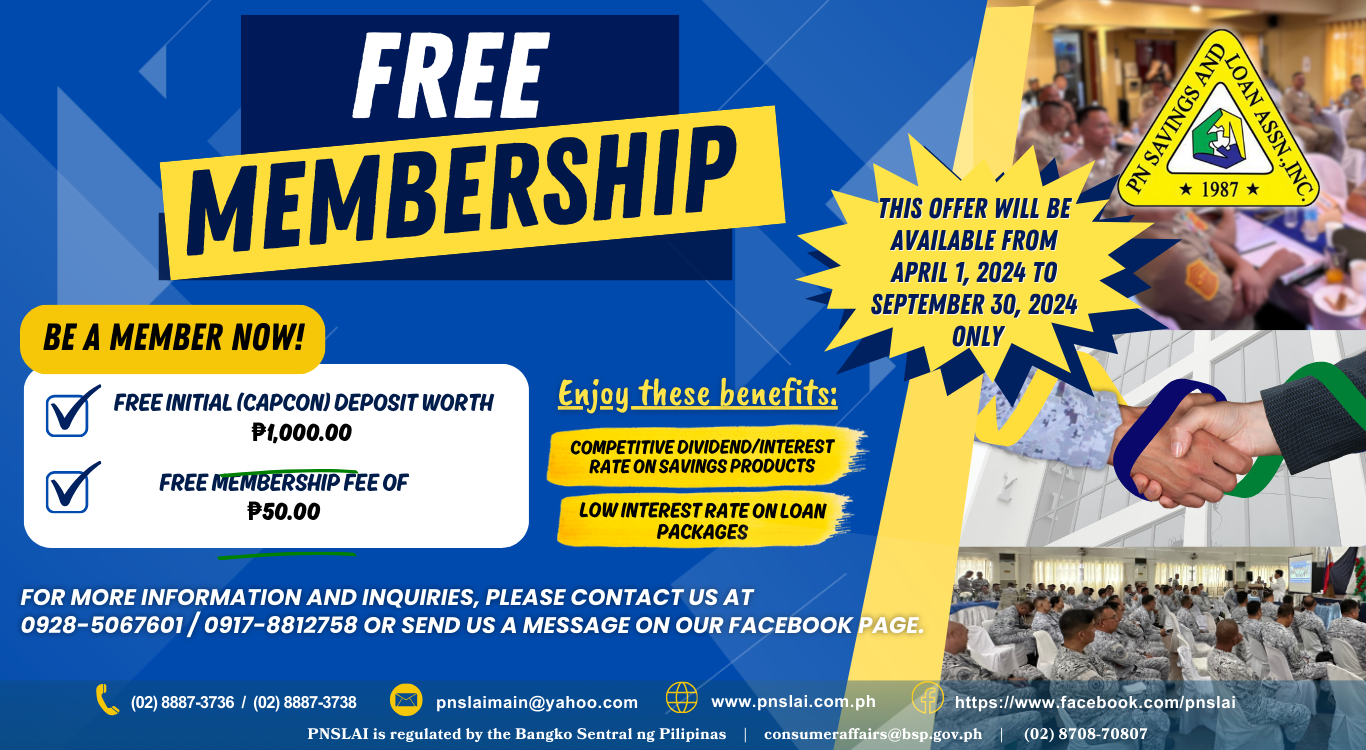 FREE
MEMBERSHIP
PN SAVINGS AND LOAN ASSN.,INC.
★ 1987 ★
THIS OFFER WILL BE
AVAILABLE FROM
APRIL 1, 2024 TO
SEPTEMBER 30, 2024
ONLY
BE A MEMBER NOW!
FREE INITIAL (CAPCON) DEPOSIT WORTH
₱1,000.00
FREE MEMBERSHIP FEE OF
₱50.00
Enjoy these benefits:
COMPETITIVE DIVIDEND/INTEREST
RATE ON SAVINGS PRODUCTS
LOW INTEREST RATE ON LOAN
PACKAGES
FOR MORE INFORMATION AND INQUIRIES, PLEASE CONTACT US AT
0928-5067601 / 0917-8812758 OR SEND US A MESSAGE ON OUR FACEBOOK PAGE.
(02) 8887-3736 / (02) 8887-3738 pnslaimain@yahoo.com www.pnslai.com.ph https://www.facebook.com/pnslai
PNSLAI is regulated by the Bangko Sentral ng Pilipinas | consumeraffairs@bsp.gov.ph | (02) 8708-70807